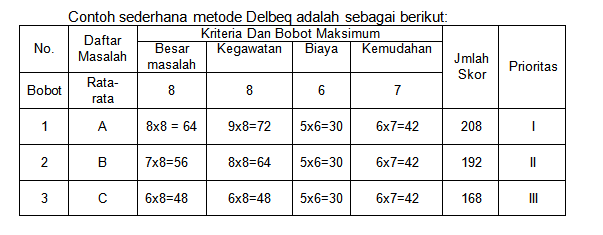 Contoh sederhana metode Delbeq adalah sebagai berikut:
No. Daftar Masalah Kriteria Dan Bobot Maksimum Jmlah Skor Prioritas
Besar masalah Kegawatan Biaya Kemudahan
Bobot Rata-rata 8 8 6 7
1 A 8x8 = 64 9x8=72 5x6=30 6x7=42 208 I
2 B 7x8=56 8x8=64 5x6=30 6x7=42 192 II
3 C 6x8=48 6x8=48 5x6=30 6x7=42 168 III